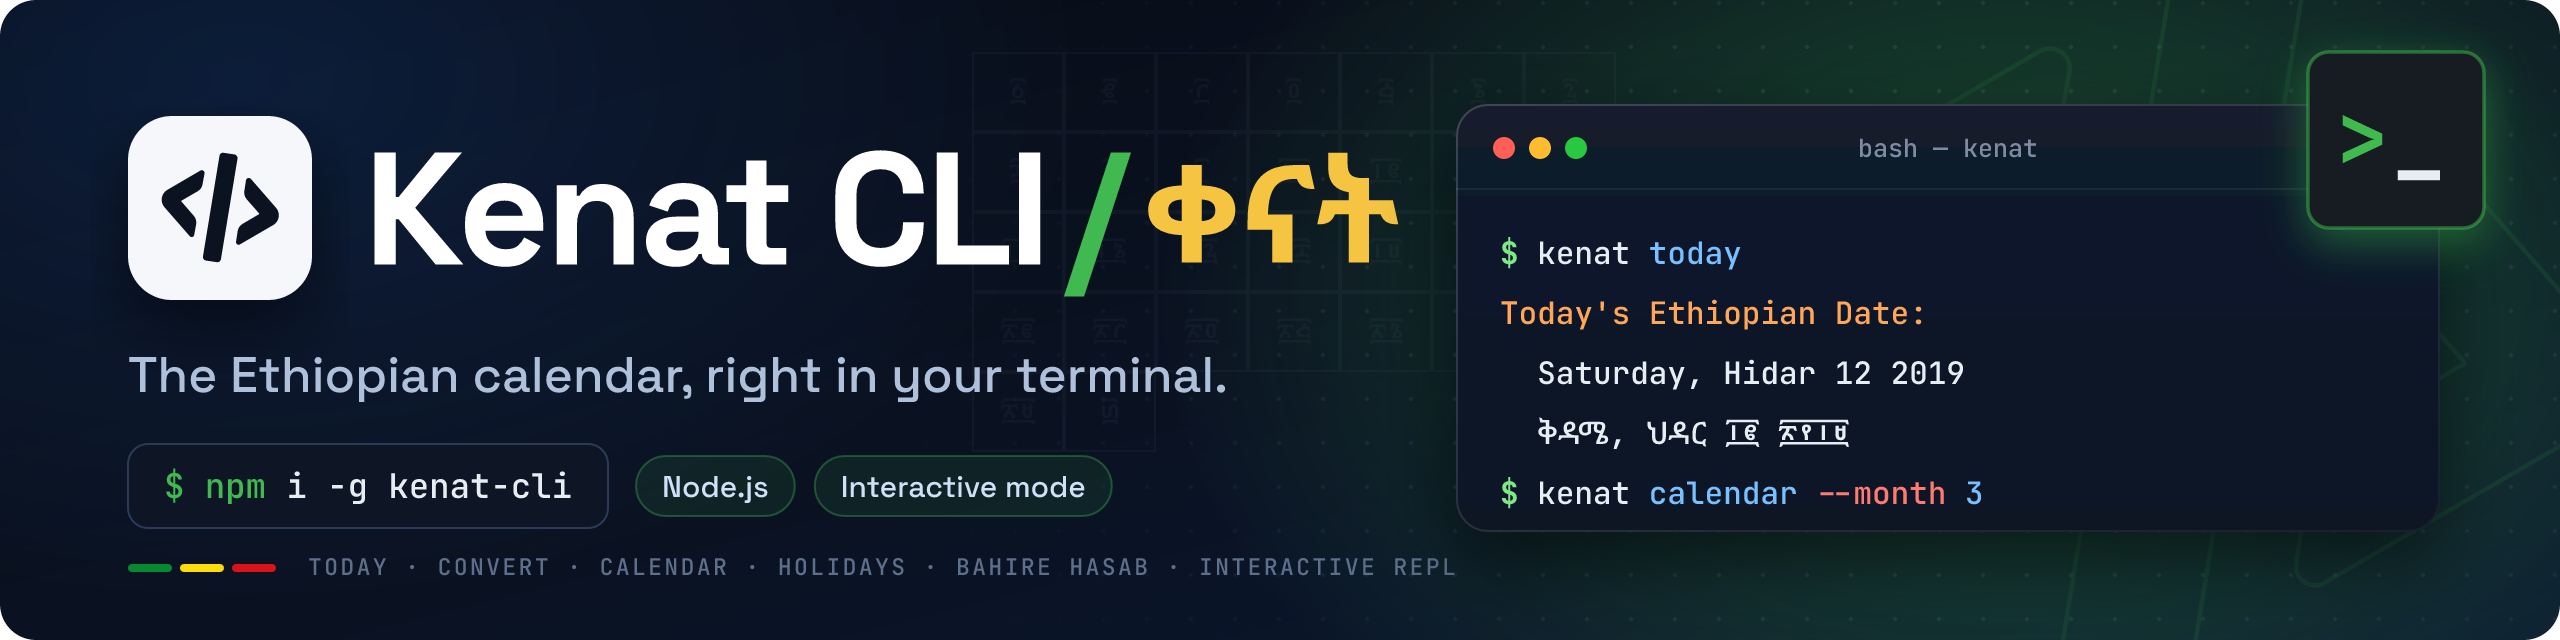 </>
Kenat CLI/ቀናት
The Ethiopian calendar, right in your terminal.
$ npm i -g kenat-cli
Node.js
Interactive mode
TODAY · CONVERT · CALENDAR · HOLIDAYS · BAHIRE HASAB · INTERACTIVE REPL
bash — kenat
>_
$ kenat today
Today's Ethiopian Date:
Saturday, Hidar 12 2019
ቅዳሜ, ህዳር ፲፪ ፳፻፲፱
$ kenat calendar --month 3